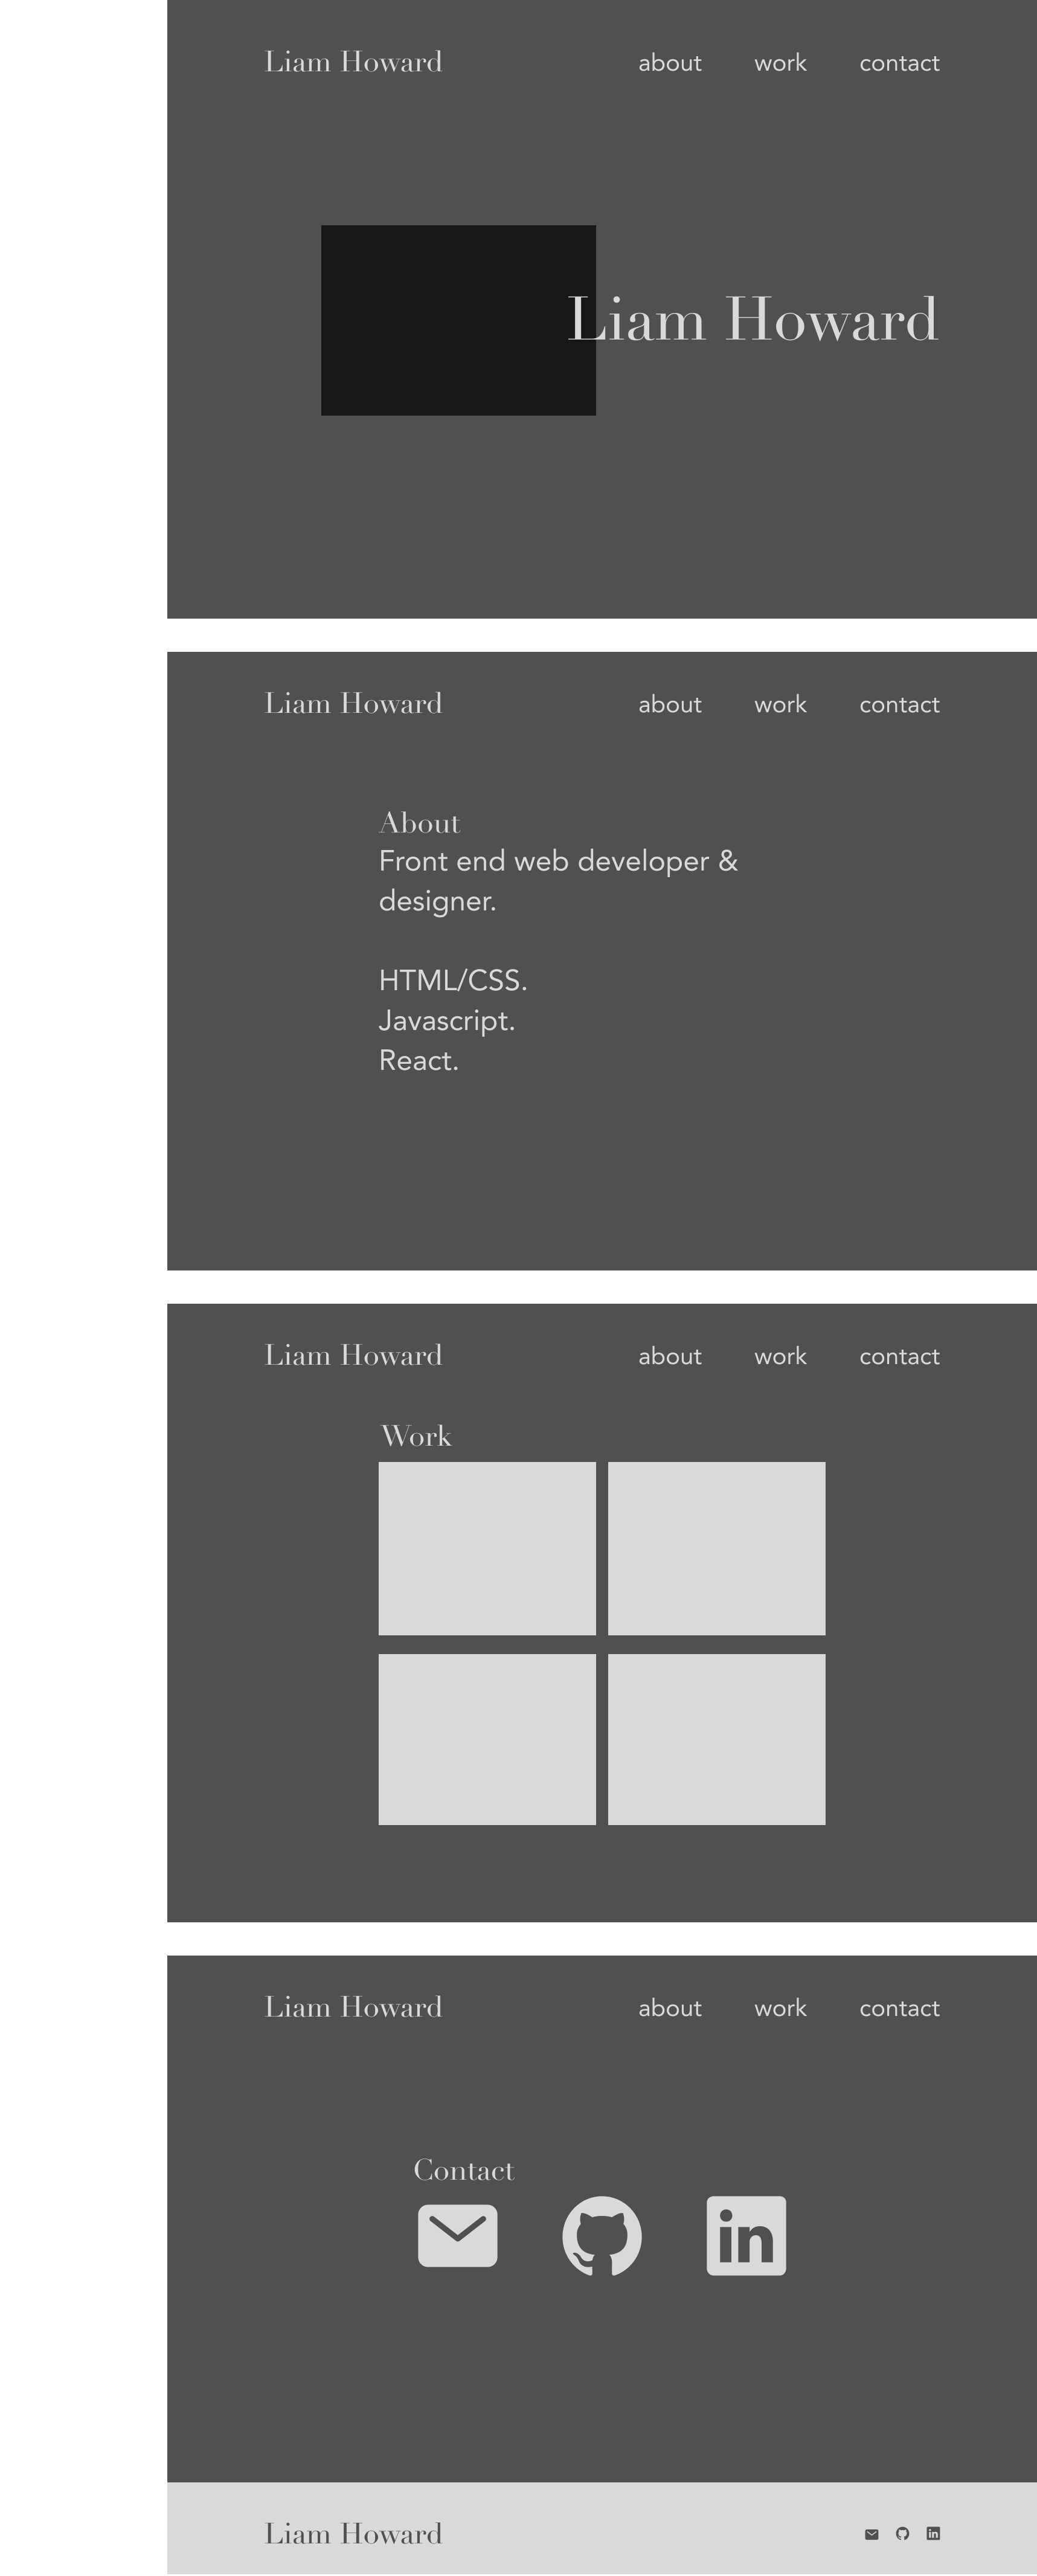 Liam Howard about work contact
Liam Howard
Liam Howard about work contact
About
Front end web developer &
designer.
HTML/CSS.
Javascript.
React.
Liam Howard about work contact
Work
Liam Howard about work contact
Contact
in
Liam Howard in